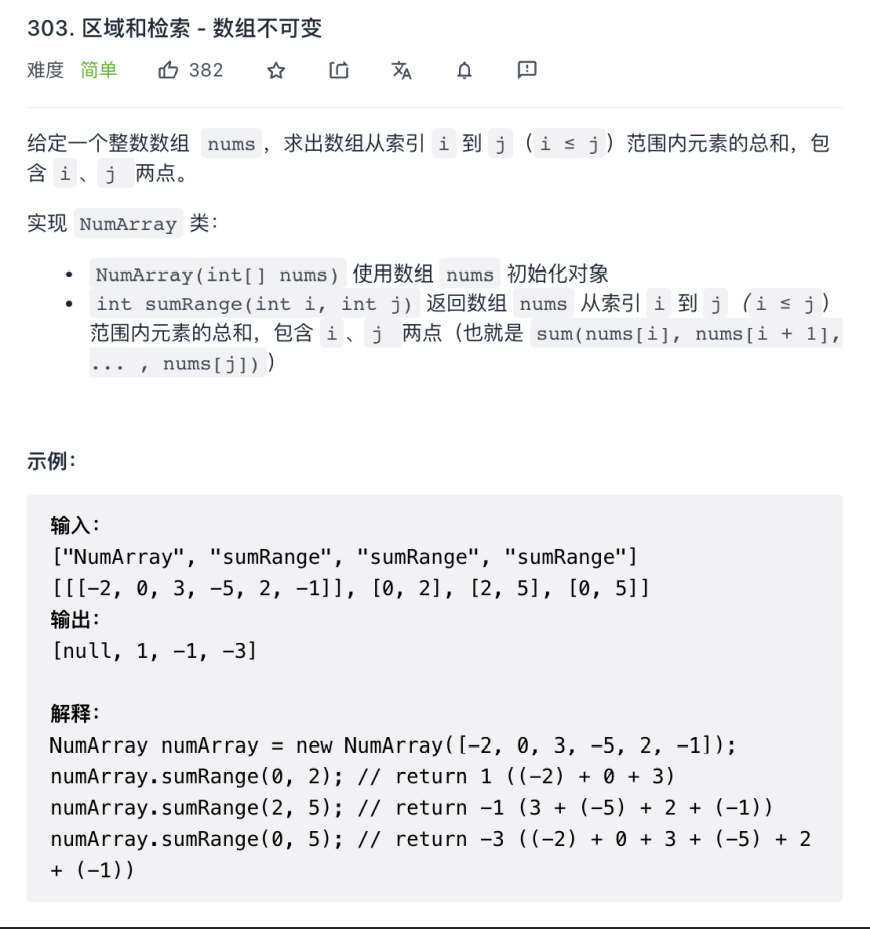 303. 区域和检索 - 数组不可变
难度 简单 382
给定一个整数数组 nums，求出数组从索引 i 到 j（i ≤ j）范围内元素的总和，包
含 i、j 两点。
实现 NumArray 类：
• NumArray(int[] nums) 使用数组 nums 初始化对象
• int sumRange(int i, int j) 返回数组 nums 从索引 i 到 j（i ≤ j）
范围内元素的总和，包含 i、j 两点（也就是 sum(nums[i], nums[i + 1],
... , nums[j])）
示例：
输入：
["NumArray", "sumRange", "sumRange", "sumRange"]
[[[-2, 0, 3, -5, 2, -1]], [0, 2], [2, 5], [0, 5]]
输出：
[null, 1, -1, -3]
解释：
NumArray numArray = new NumArray([-2, 0, 3, -5, 2, -1]);
numArray.sumRange(0, 2); // return 1 ((-2) + 0 + 3)
numArray.sumRange(2, 5); // return -1 (3 + (-5) + 2 + (-1))
numArray.sumRange(0, 5); // return -3 ((-2) + 0 + 3 + (-5) + 2
+ (-1))